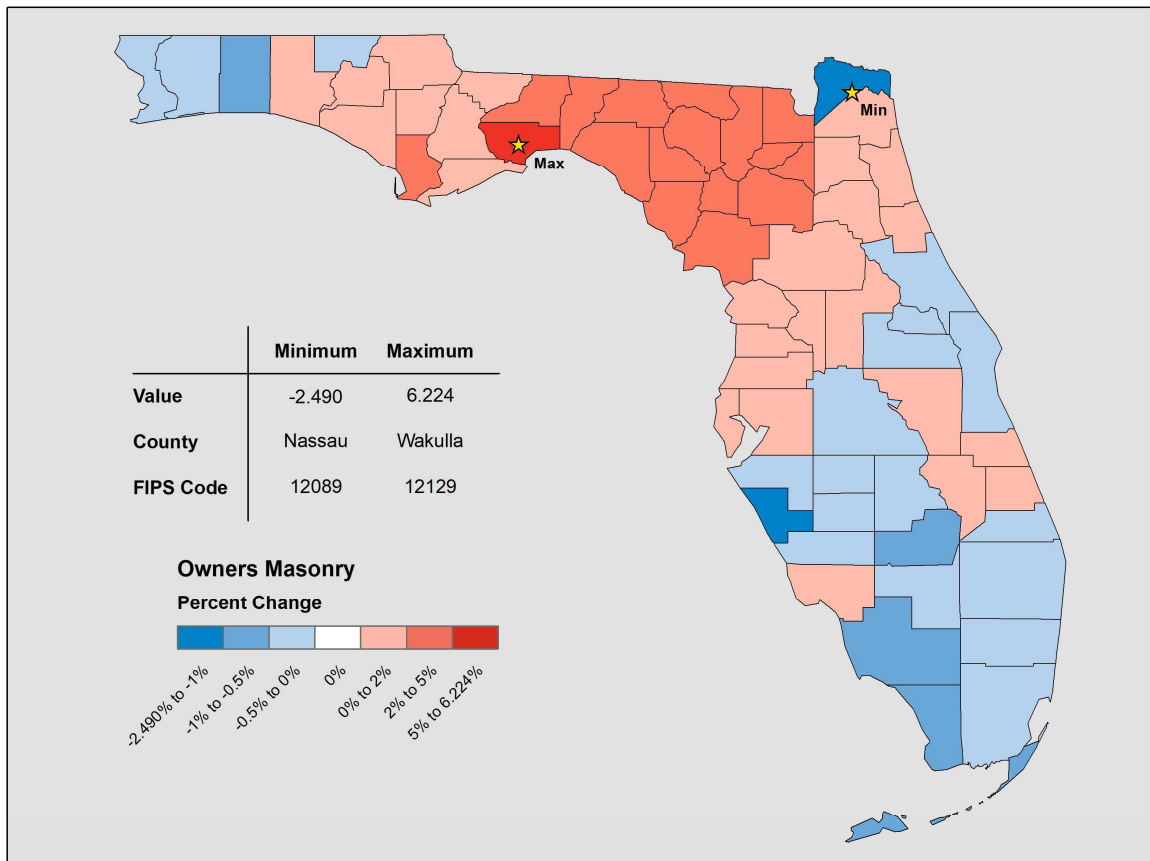 Min
Max
Minimum Maximum
Value -2.490 6.224
County Nassau Wakulla
FIPS Code 12089 12129
Owners Masonry
Percent Change
-2.490% to -1% -1% to -0.5% -0.5% to 0% 0% 0% to 2% 2% to 5% 5% to 6.224%